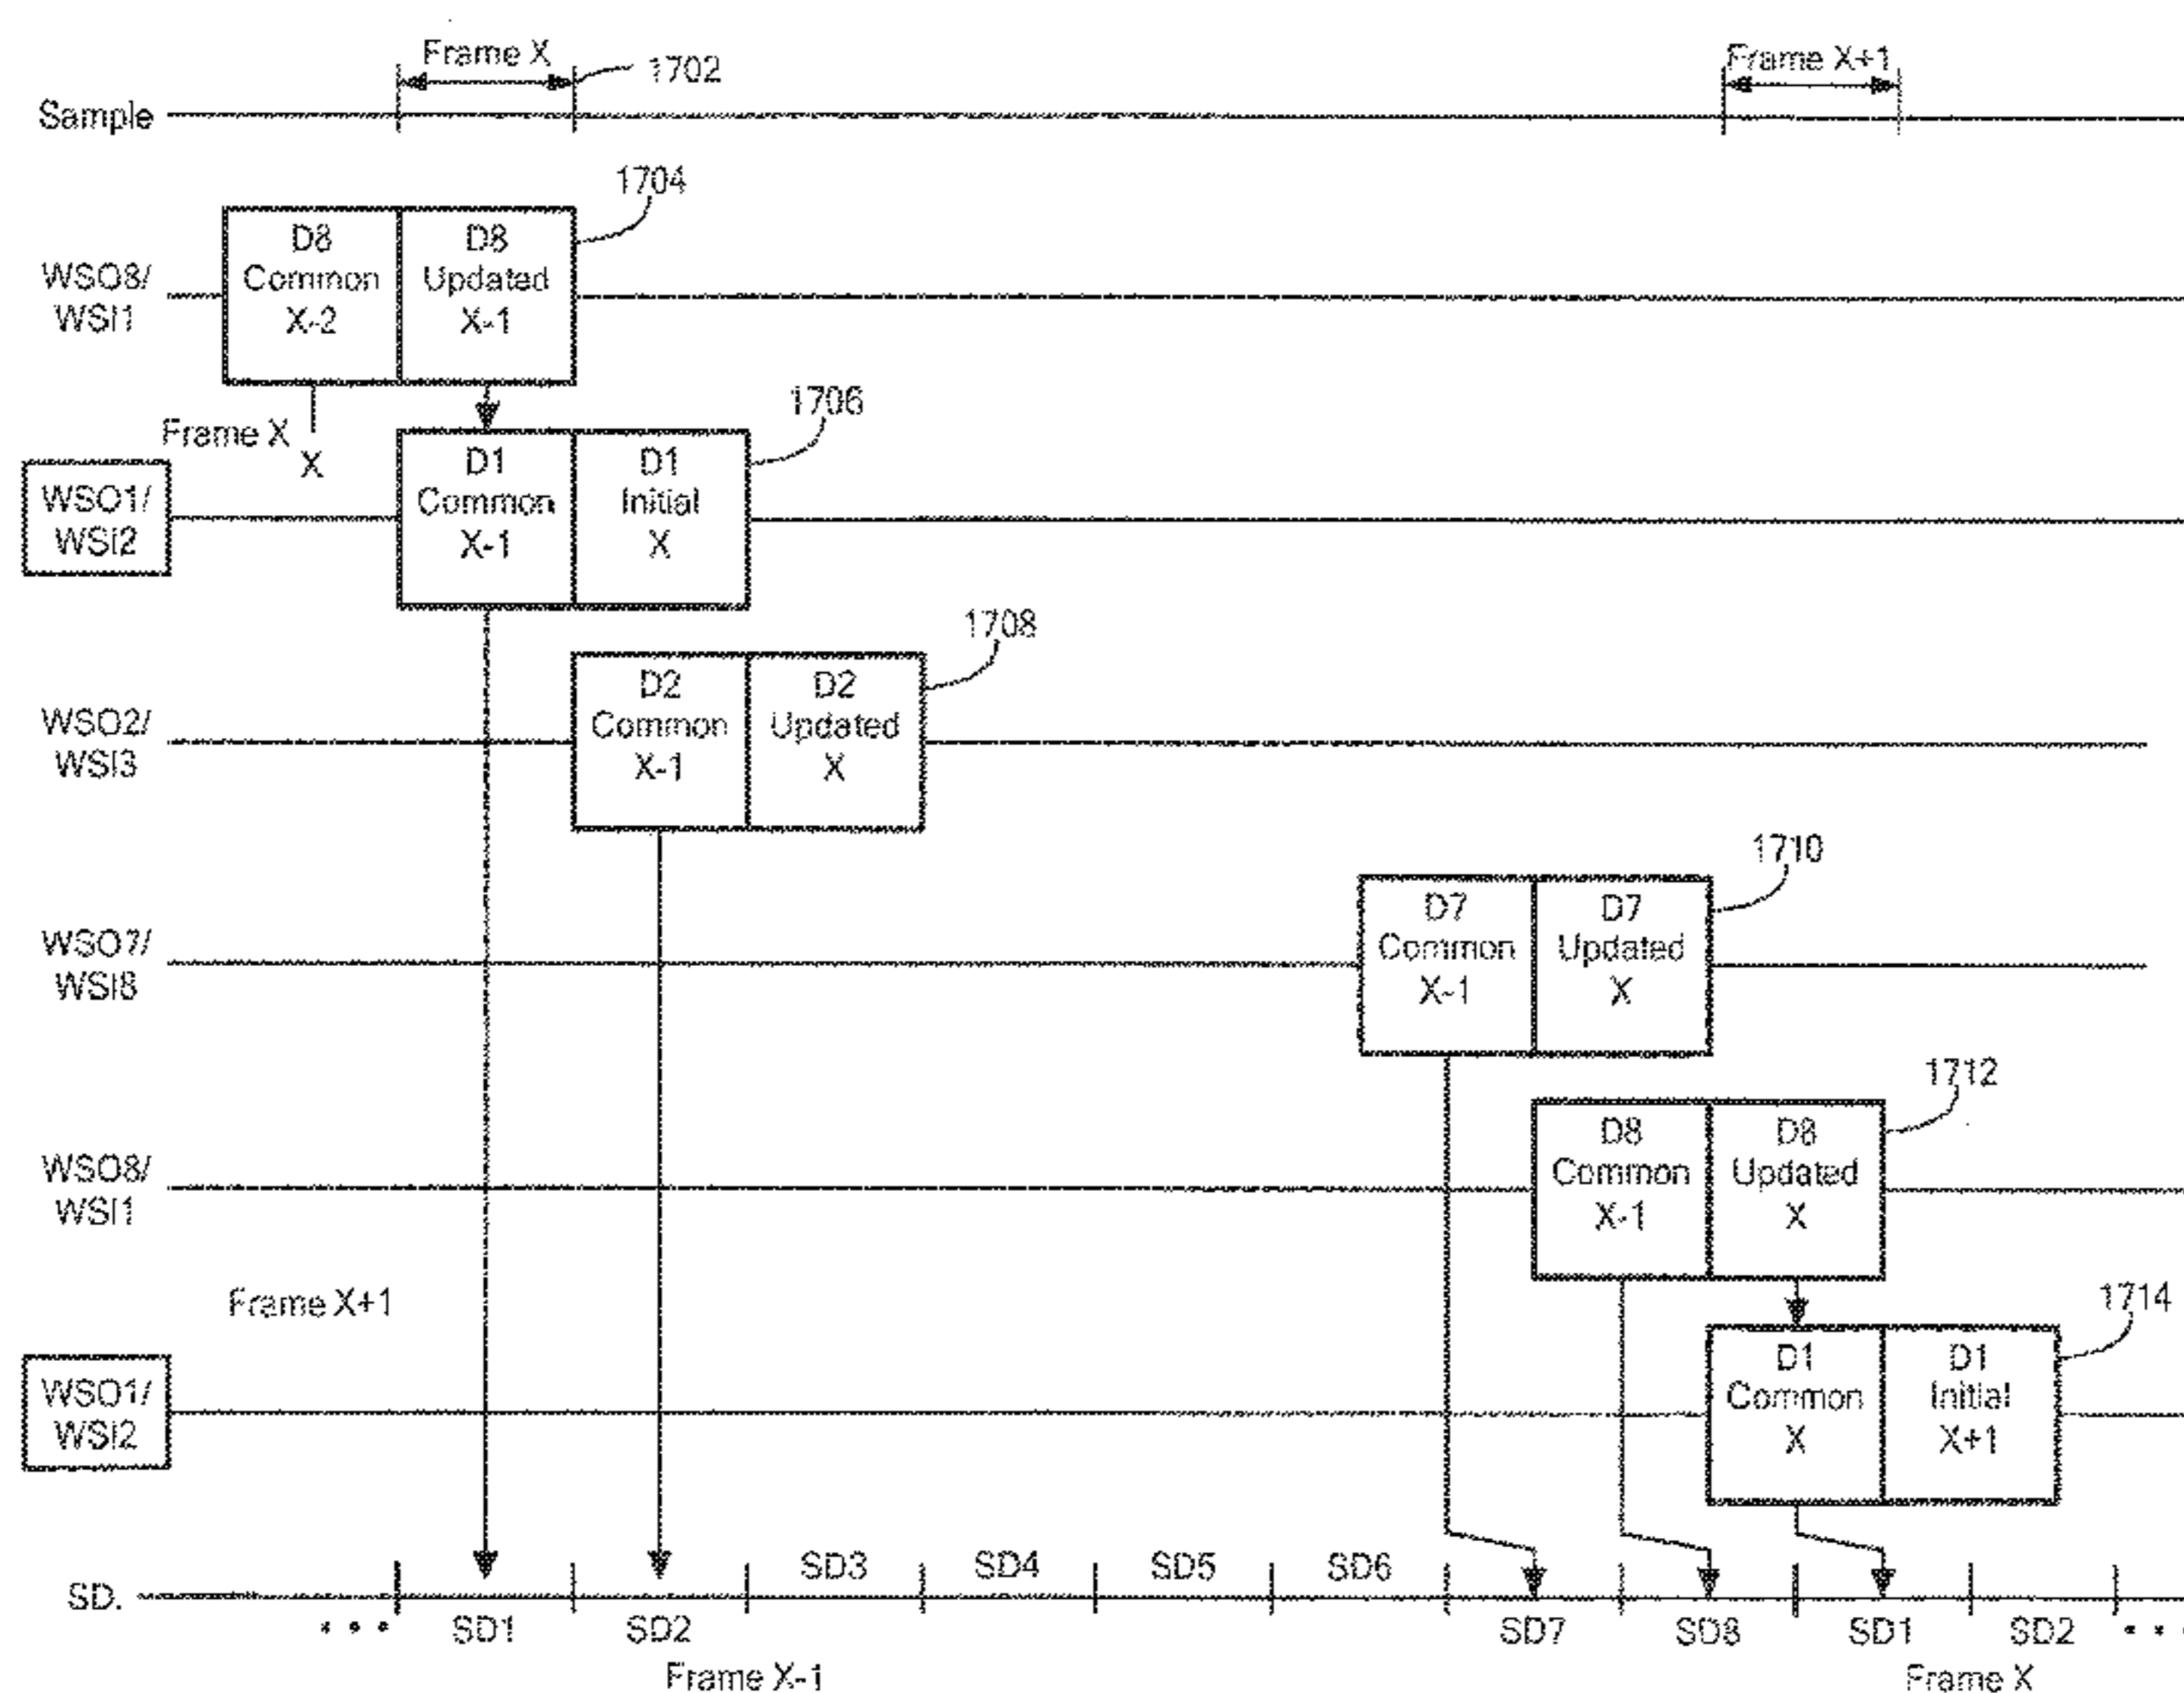 Frame X
1702
Frame X+1
Sample
1704
WSO8/
WSI1
D8
Common
X-2
D8
Updated
X-1
Frame X
X
1706
WSO1/
WSI2
D1
Common
X-1
D1
Initial
X
1708
WSO2/
WSI3
D2
Common
X-1
D2
Updated
X
1710
WSO7/
WSI8
D7
Common
X-1
D7
Updated
X
1712
WSO8/
WSI1
D8
Common
X-1
D8
Updated
X
Frame X+1
1714
WSO1/
WSI2
D1
Common
X
D1
Initial
X+1
SD3
SD4
SD5
SD6
SD.
• • •
SD1
SD2
SD7
SD8
SD1
SD2
• • •
Frame X-1
Frame X